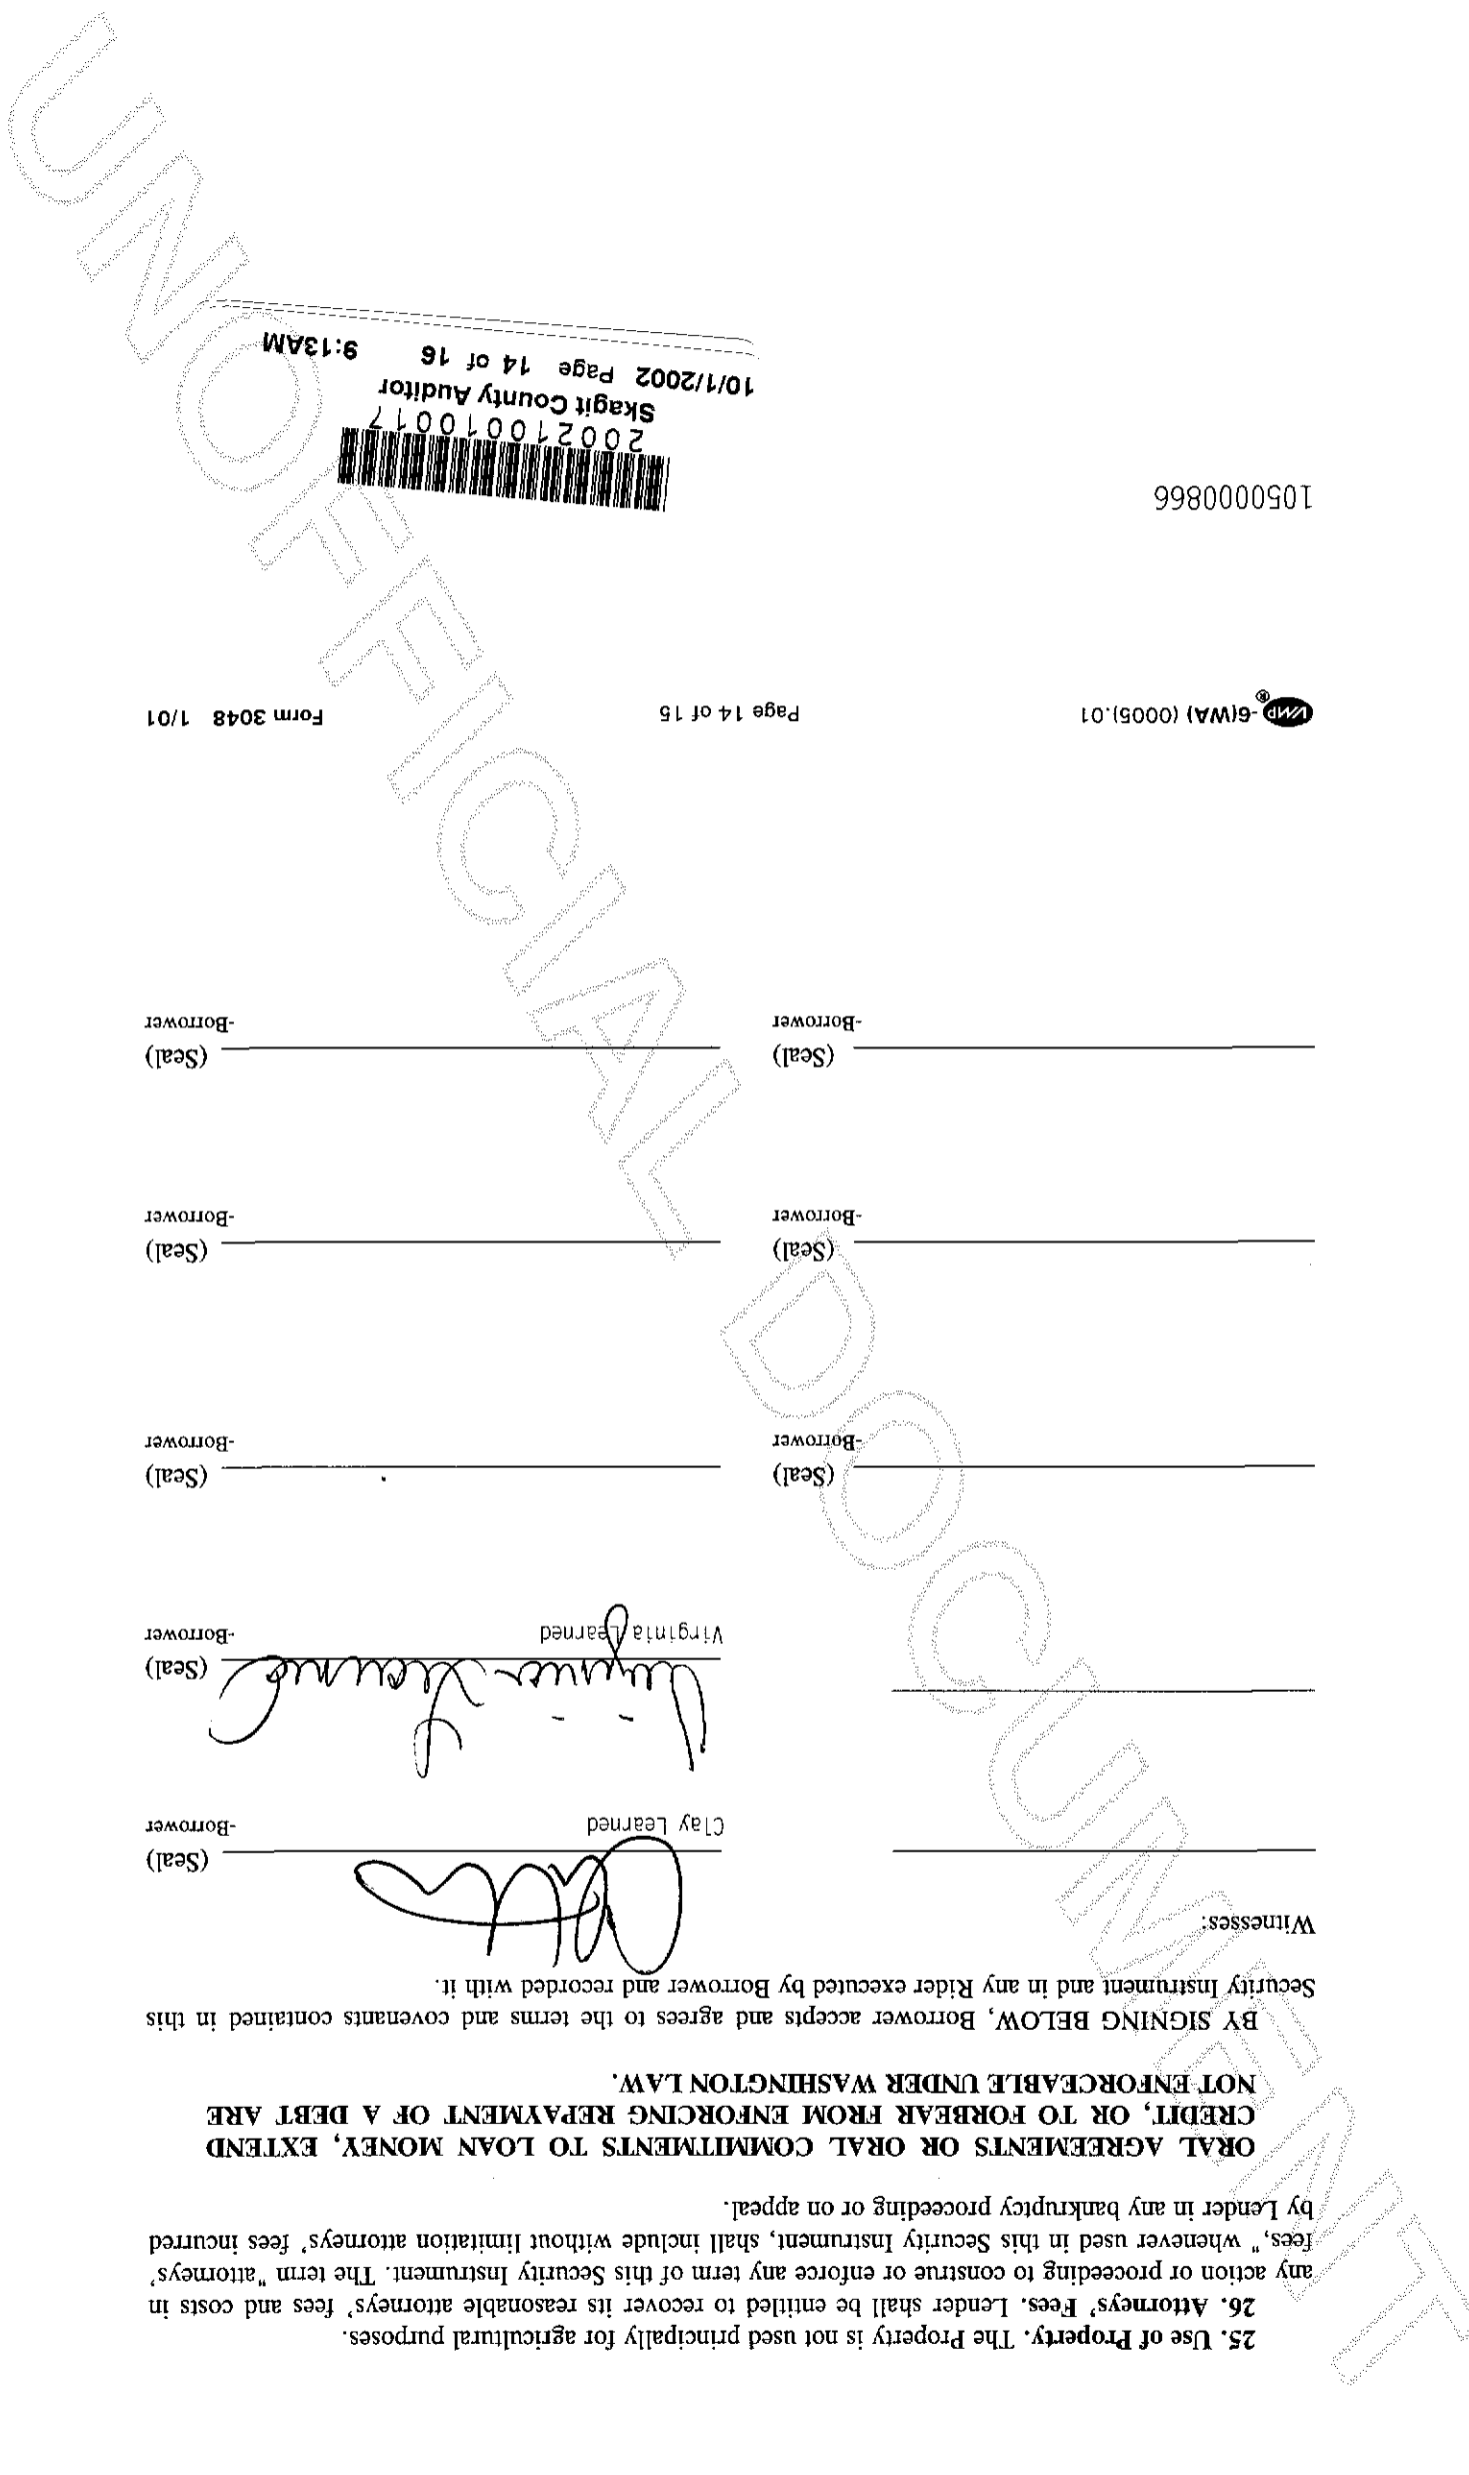 25. Use of Property. The Property is not used principally for agricultural purposes.
26. Attorneys' Fees. Lender shall be entitled to recover its reasonable attorneys' fees and costs in
any action or proceeding to construe or enforce any term of this Security Instrument. The term "attorneys'
fees," whenever used in this Security Instrument, shall include without limitation attorneys' fees incurred
by Lender in any bankruptcy proceeding or on appeal.
ORAL AGREEMENTS OR ORAL COMMITMENTS TO LOAN MONEY, EXTEND
CREDIT, OR TO FORBEAR FROM ENFORCING REPAYMENT OF A DEBT ARE
NOT ENFORCEABLE UNDER WASHINGTON LAW.
BY SIGNING BELOW, Borrower accepts and agrees to the terms and covenants contained in this
Security Instrument and in any Rider executed by Borrower and recorded with it.
Witnesses:
(Seal)
Clay Learned -Borrower
Virginia Learned (Seal)
Virginia Learned -Borrower
(Seal) (Seal)
-Borrower -Borrower
(Seal) (Seal)
-Borrower -Borrower
(Seal) (Seal)
-Borrower -Borrower
VMP®-6(WA) (0005).01 Page 14 of 15 Form 3048 1/01
1050000866
200210010017
Skagit County Auditor
10/1/2002 Page 14 of 16 9:13AM
UNOFFICIAL DOCUMENT